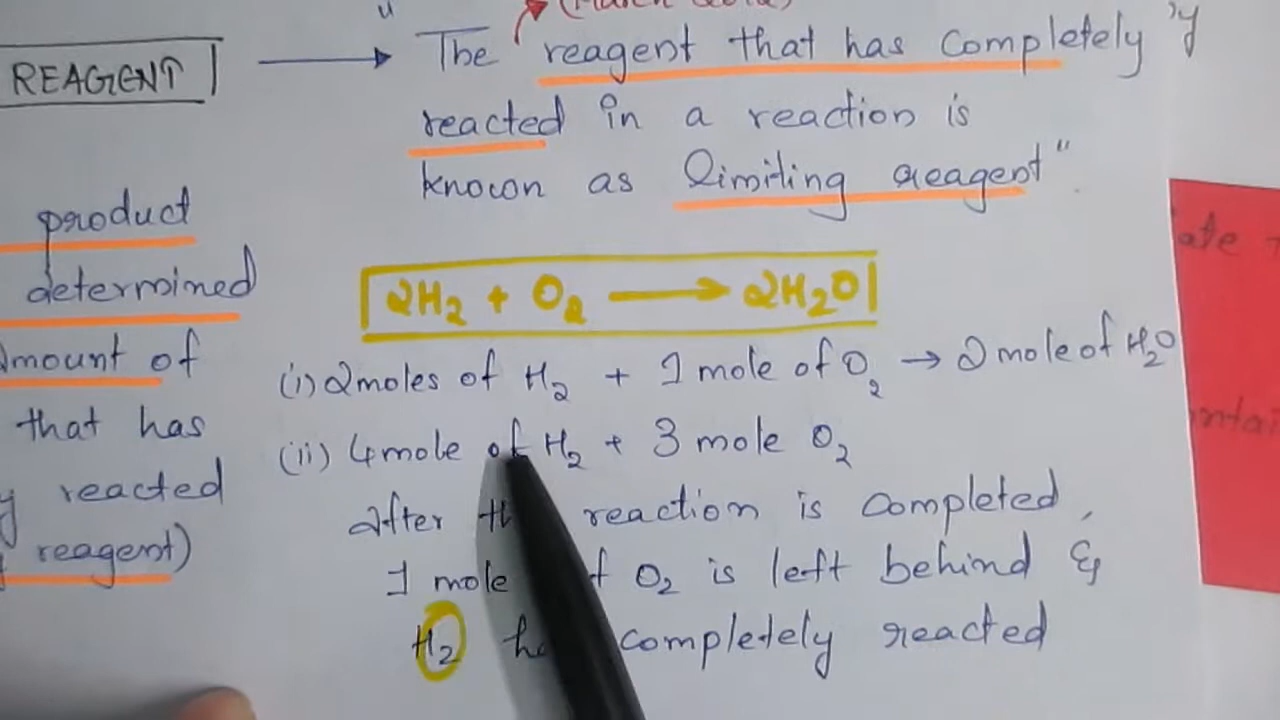 REAGENT
The reagent that has completely
reacted in a reaction is
known as limiting reagent"
product
determined
amount of
that has
reacted
reagent)
2H₂ + O₂ → 2H₂O
(i) 2moles of H₂ + 1 mole of O₂ → 2 mole of H₂O
(ii) 4mole of H₂ + 3 mole O₂
after reaction is completed,
1 mole of O₂ is left behind &
H₂ completely reacted